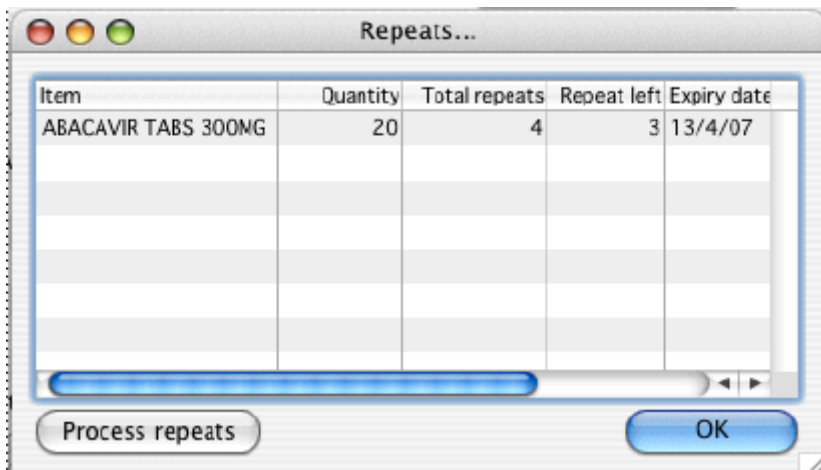 Repeats...
Item Quantity Total repeats Repeat left Expiry date
ABACAVIR TABS 300MG 20 4 3 13/4/07
Process repeats OK